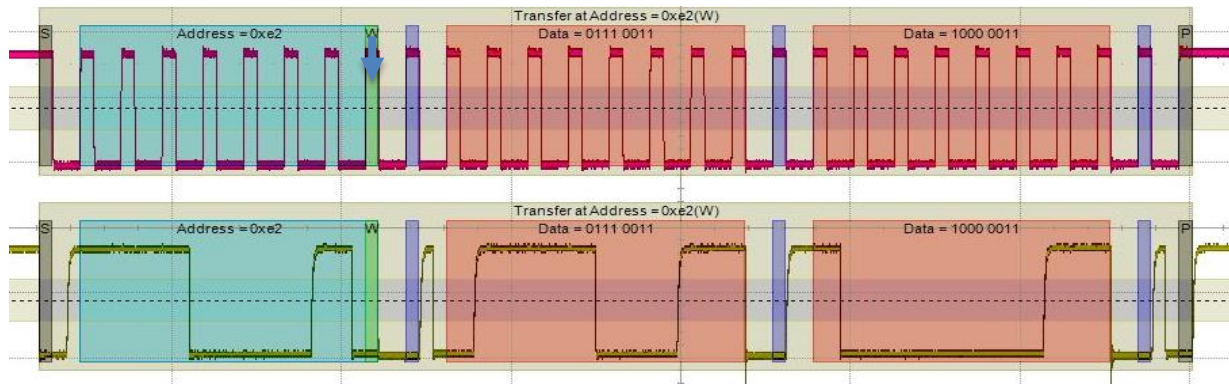 Transfer at Address = 0xe2(W)
S Address = 0xe2 W Data = 0111 0011 Data = 1000 0011 P
Transfer at Address = 0xe2(W)
S Address = 0xe2 W Data = 0111 0011 Data = 1000 0011 P